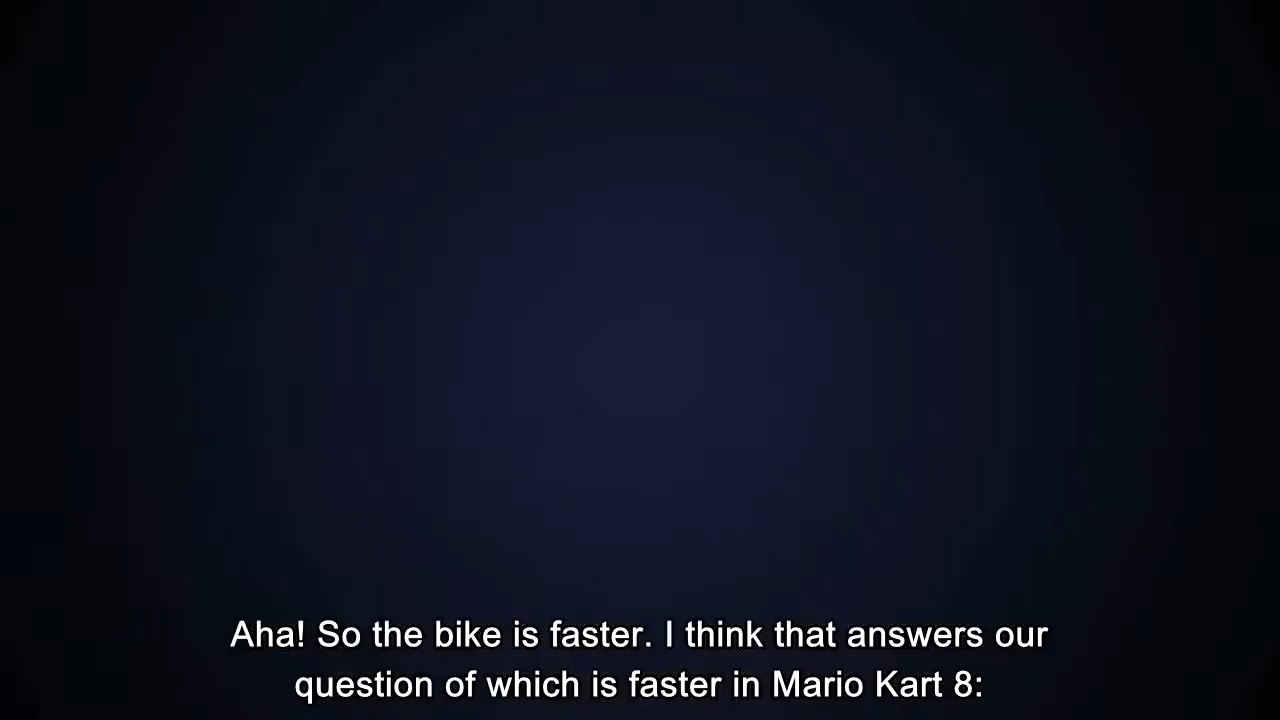 Aha! So the bike is faster. I think that answers our
question of which is faster in Mario Kart 8: